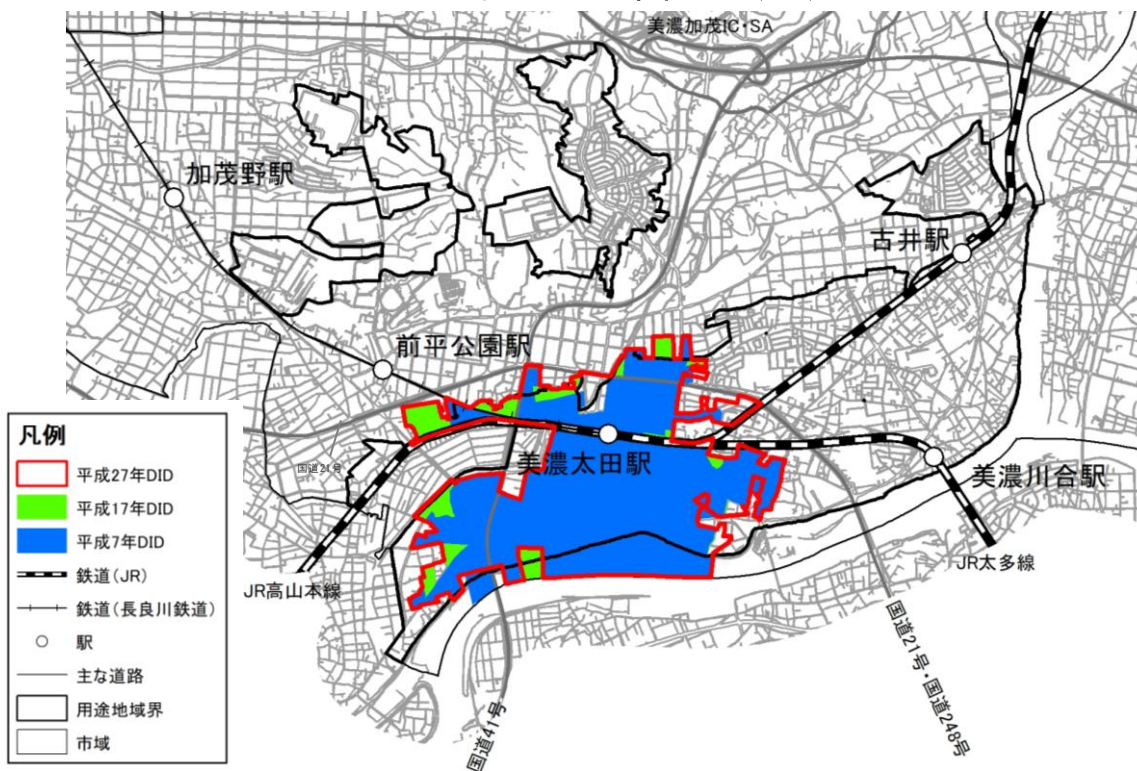 美濃加茂IC・SA
加茂野駅
古井駅
前平公園駅
美濃太田駅
美濃川合駅
国道21号
JR高山本線
JR太多線
国道41号
国道21号・国道248号
凡例
平成27年DID
平成17年DID
平成7年DID
鉄道(JR)
鉄道(長良川鉄道)
駅
主な道路
用途地域界
市域